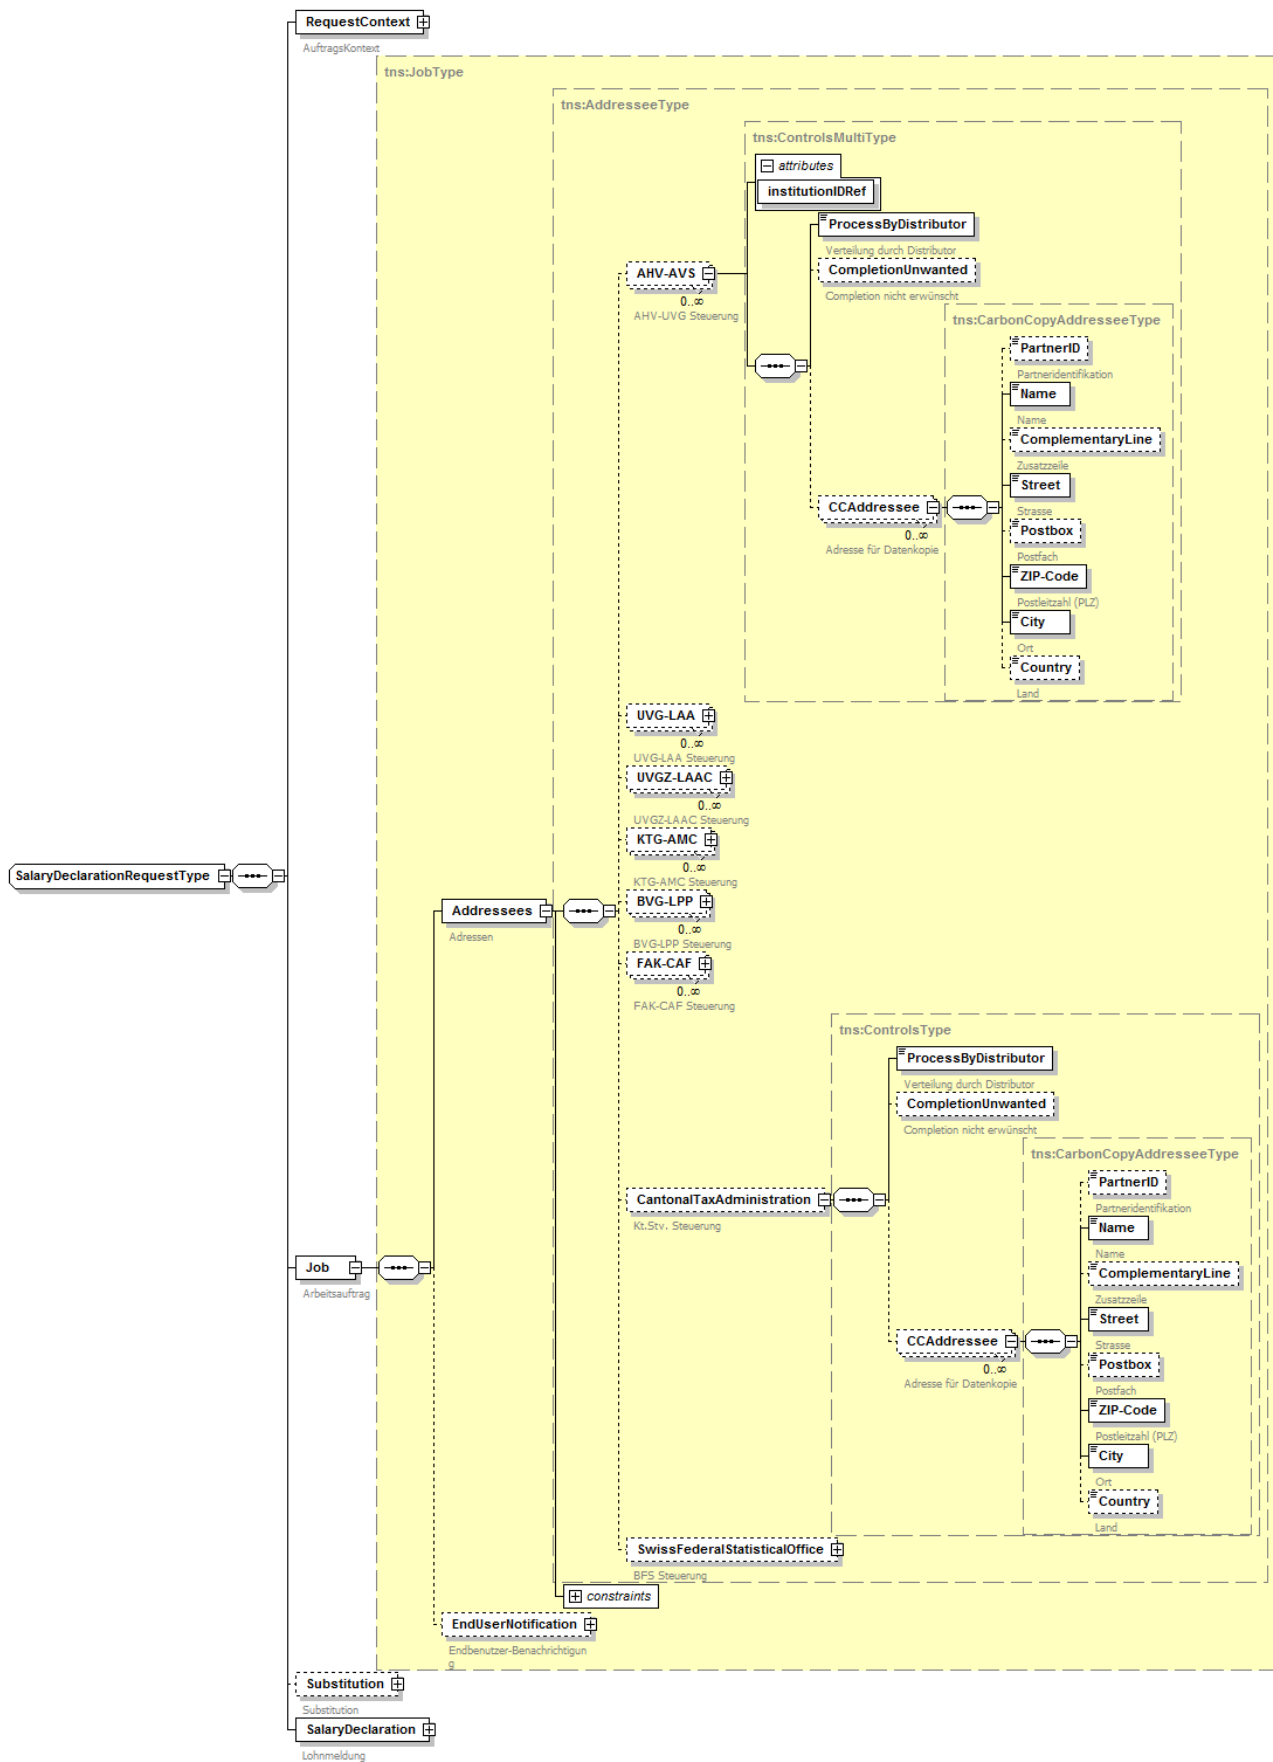 RequestContext
AuftragsKontext
tns:JobType
tns:AddresseeType
tns:ControlsMultiType
attributes
institutionIDRef
ProcessByDistributor
Verteilung durch Distributor
AHV-AVS
0..∞
AHV-UVG Steuerung
CompletionUnwanted
Completion nicht erwünscht
tns:CarbonCopyAddresseeType
PartnerID
Partneridentifikation
Name
Name
ComplementaryLine
Zusatzzeile
Street
Strasse
CCAddressee
0..∞
Adresse für Datenkopie
Postbox
Postfach
ZIP-Code
Postleitzahl (PLZ)
City
Ort
Country
Land
UVG-LAA
0..∞
UVG-LAA Steuerung
UVGZ-LAAC
0..∞
UVGZ-LAAC Steuerung
KTG-AMC
0..∞
KTG-AMC Steuerung
SalaryDeclarationRequestType
Addressees
Adressen
BVG-LPP
0..∞
BVG-LPP Steuerung
FAK-CAF
0..∞
FAK-CAF Steuerung
tns:ControlsType
ProcessByDistributor
Verteilung durch Distributor
CompletionUnwanted
Completion nicht erwünscht
tns:CarbonCopyAddresseeType
CantonalTaxAdministration
Kt.Stv. Steuerung
PartnerID
Partneridentifikation
Name
Name
Job
Arbeitsauftrag
ComplementaryLine
Zusatzzeile
Street
Strasse
CCAddressee
0..∞
Adresse für Datenkopie
Postbox
Postfach
ZIP-Code
Postleitzahl (PLZ)
City
Ort
Country
Land
SwissFederalStatisticalOffice
BFS Steuerung
constraints
EndUserNotification
Endbenutzer-Benachrichtigun
g
Substitution
Substitution
SalaryDeclaration
Lohnmeldung